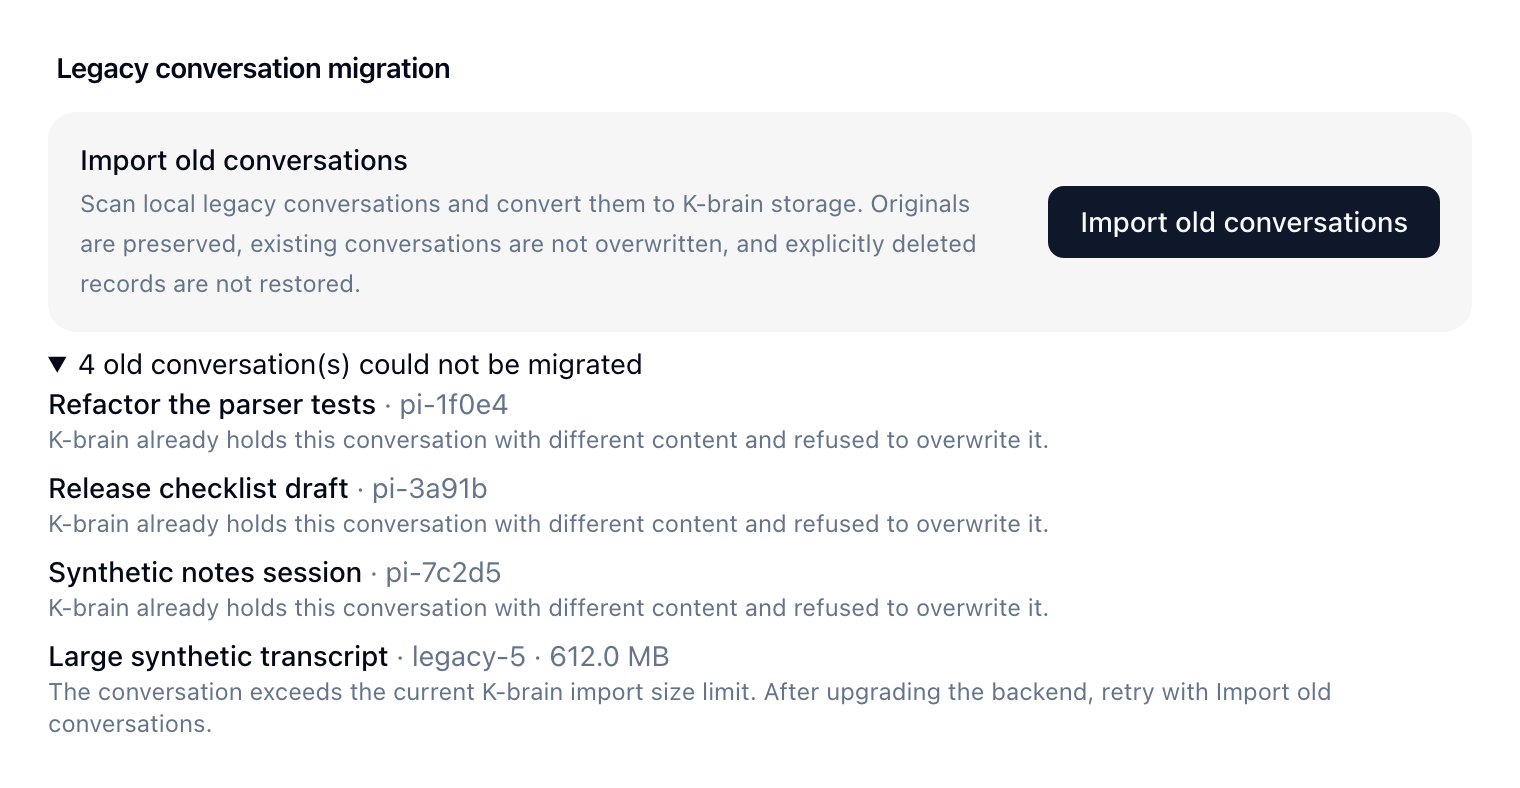 Legacy conversation migration
Import old conversations
Scan local legacy conversations and convert them to K-brain storage. Originals
are preserved, existing conversations are not overwritten, and explicitly deleted
records are not restored.
Import old conversations
▼ 4 old conversation(s) could not be migrated
Refactor the parser tests · pi-1f0e4
K-brain already holds this conversation with different content and refused to overwrite it.
Release checklist draft · pi-3a91b
K-brain already holds this conversation with different content and refused to overwrite it.
Synthetic notes session · pi-7c2d5
K-brain already holds this conversation with different content and refused to overwrite it.
Large synthetic transcript · legacy-5 · 612.0 MB
The conversation exceeds the current K-brain import size limit. After upgrading the backend, retry with Import old
conversations.